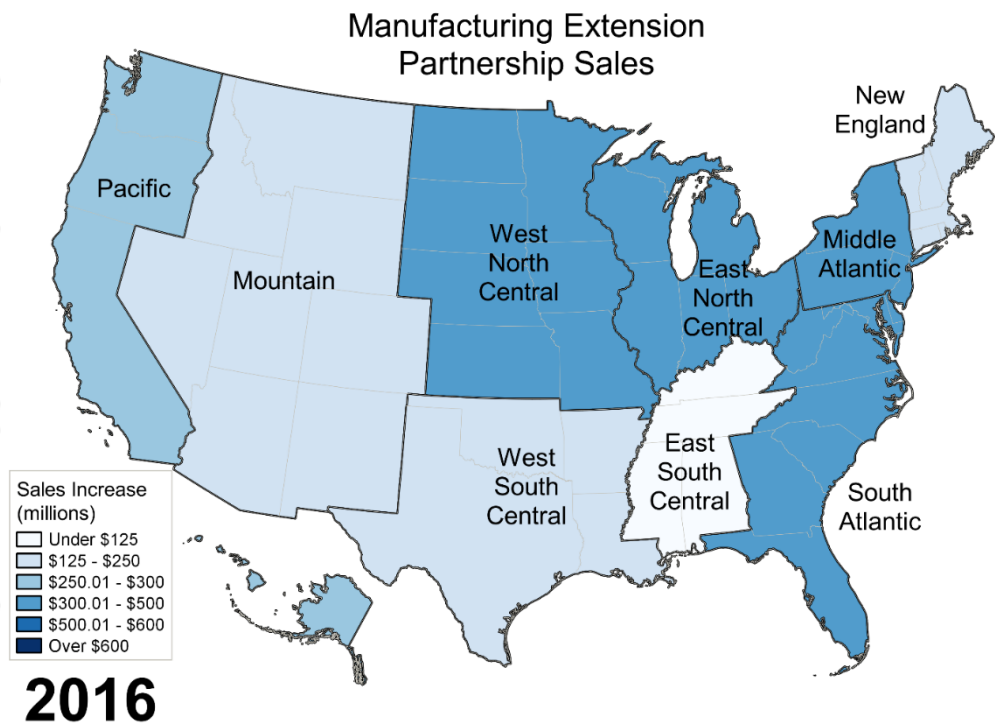 Manufacturing Extension
Partnership Sales
New
England
Pacific
West
North
Central
Middle
Atlantic
East
North
Central
Mountain
East
South
Central
West
South
Central
South
Atlantic
Sales Increase
(millions)
Under $125
$125 - $250
$250.01 - $300
$300.01 - $500
$500.01 - $600
Over $600
2016